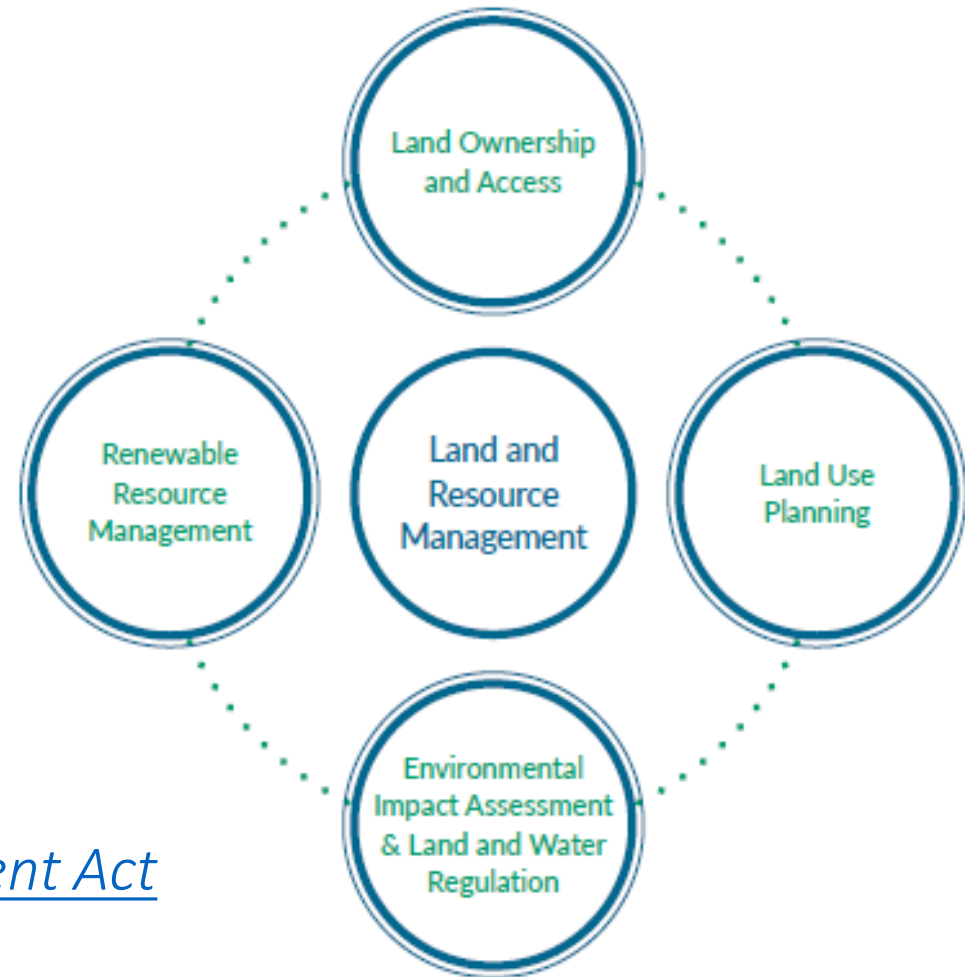 Land Ownership
and Access
Renewable
Resource
Management
Land and
Resource
Management
Land Use
Planning
Environmental
Impact Assessment
& Land and Water
Regulation
Act